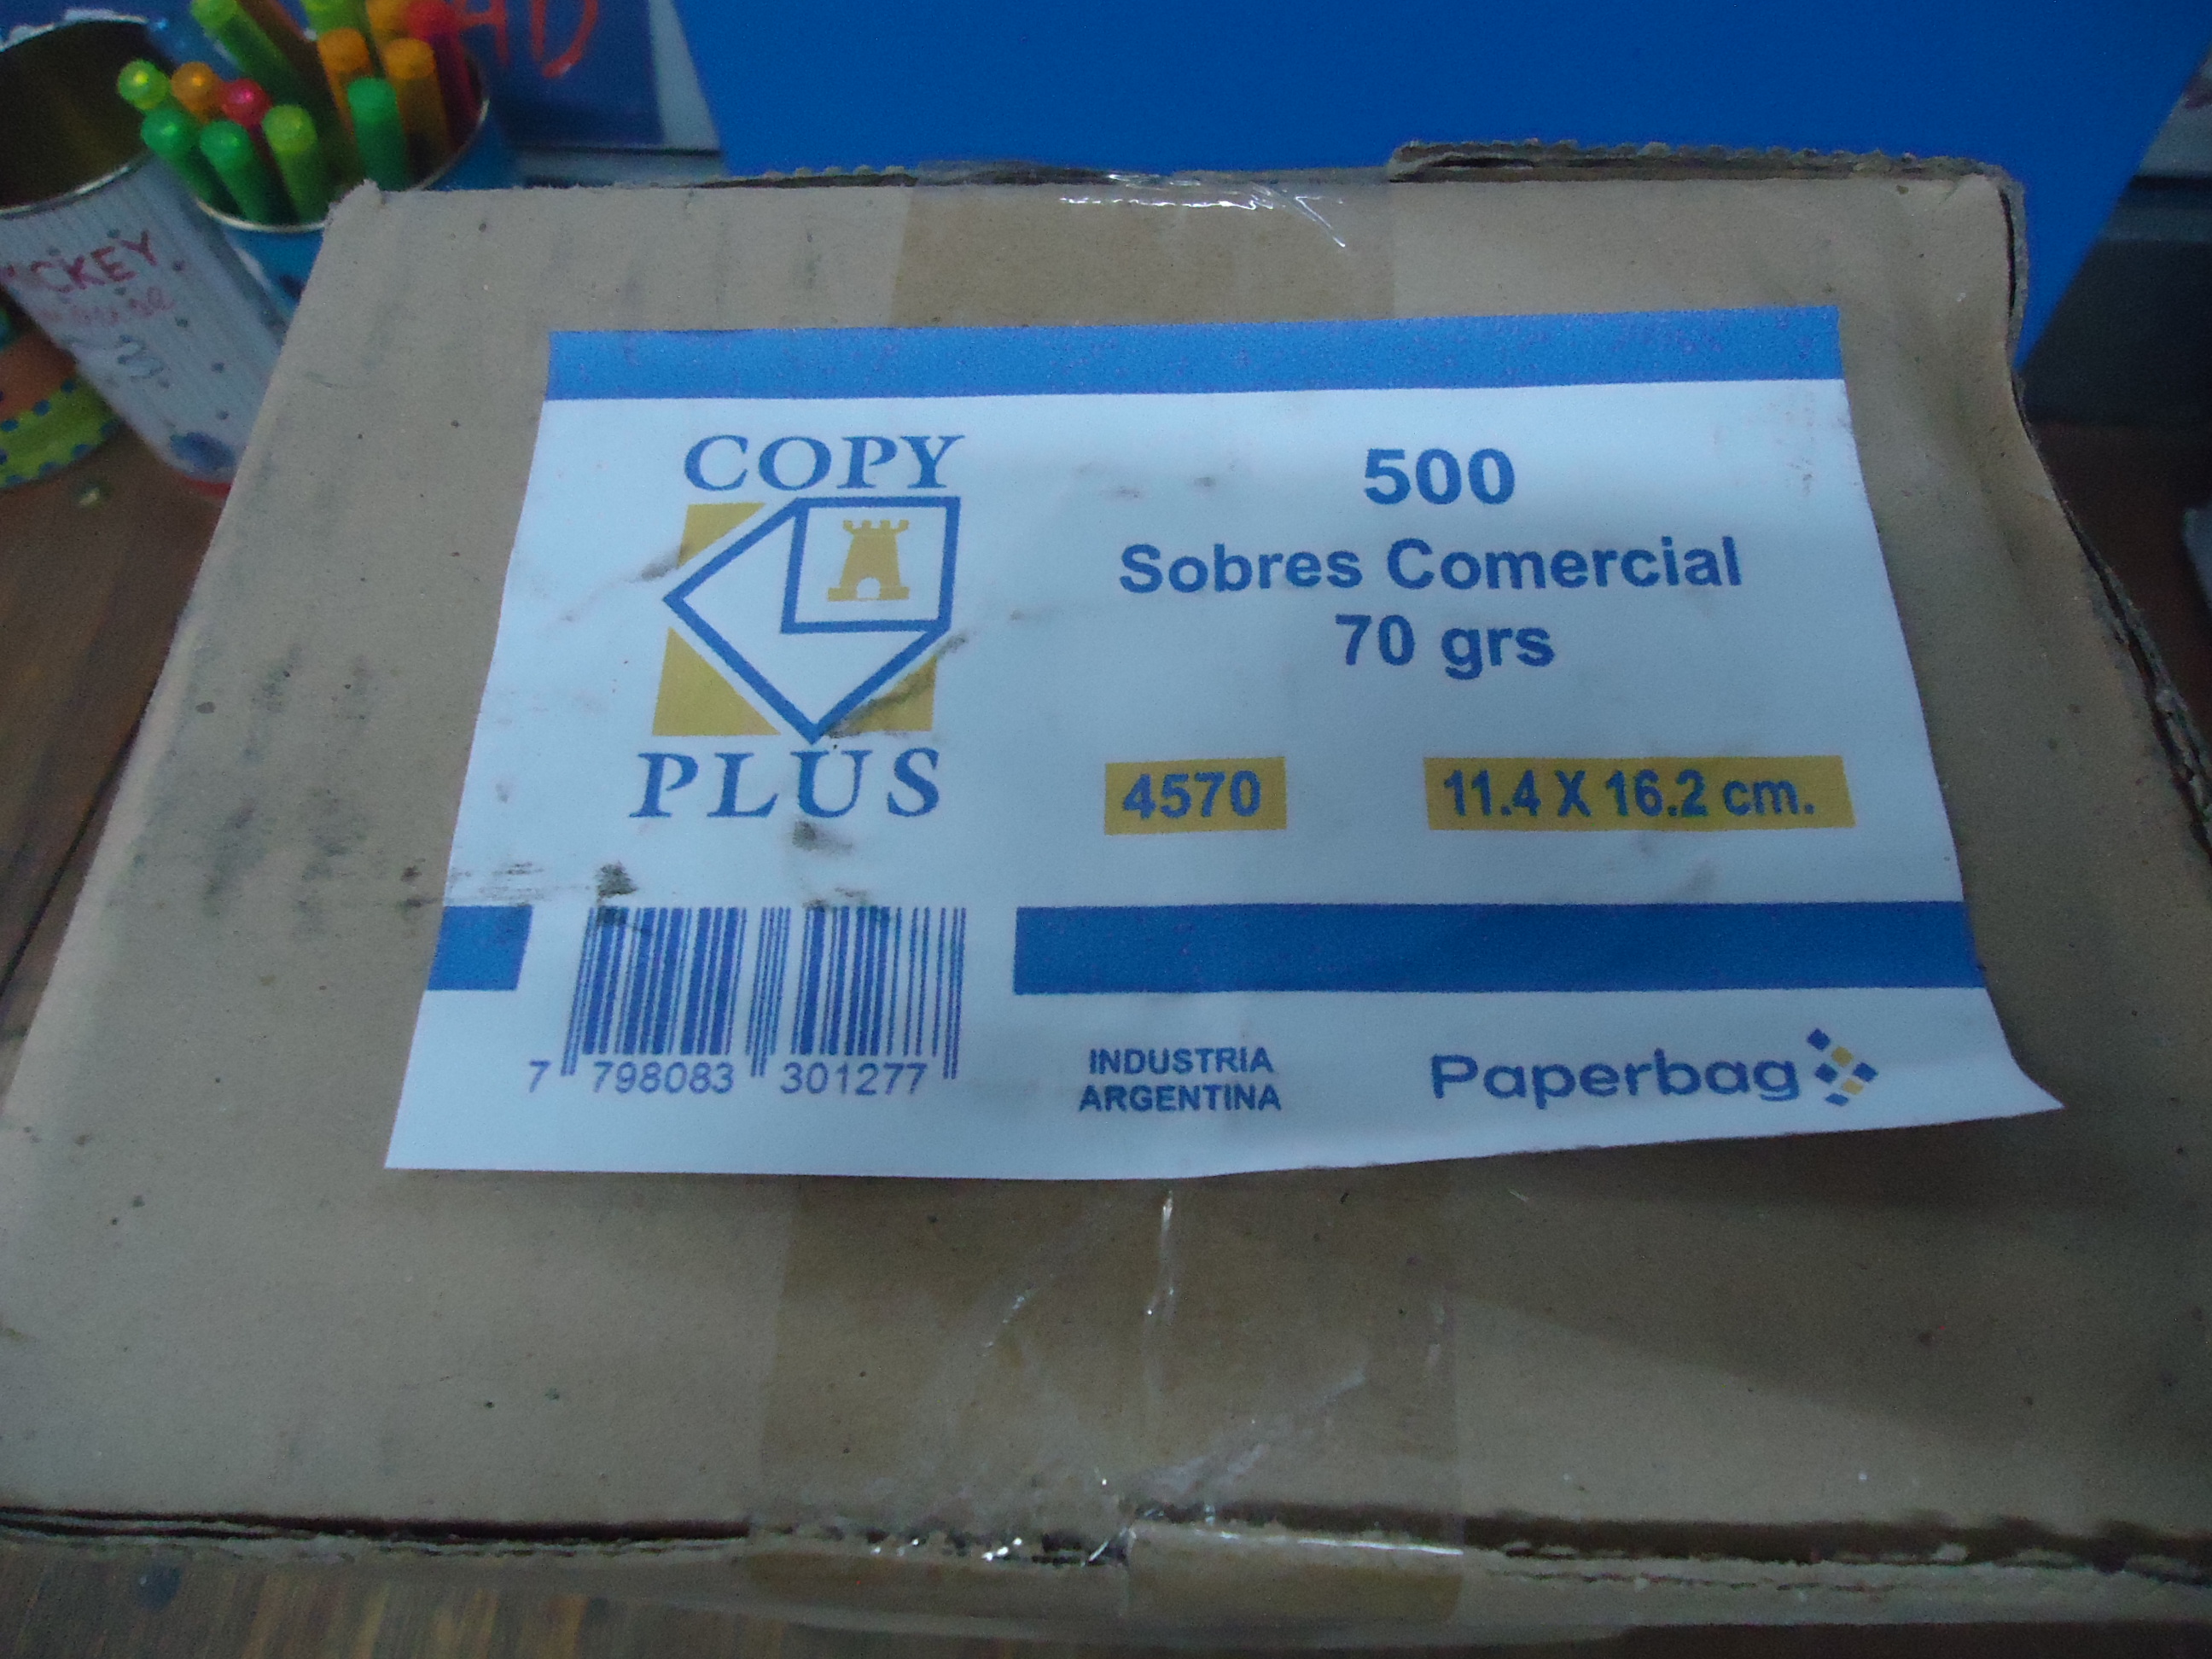 COPY
PLUS
500
Sobres Comercial
70 grs
4570
11.4 X 16.2 cm.
7 798083 301277
INDUSTRIA
ARGENTINA
Paperbag